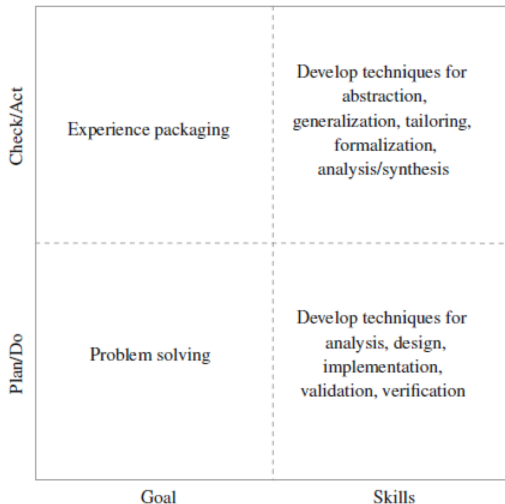 Check/Act
Experience packaging
Develop techniques for
abstraction,
generalization, tailoring,
formalization,
analysis/synthesis
Plan/Do
Problem solving
Develop techniques for
analysis, design,
implementation,
validation, verification
Goal
Skills